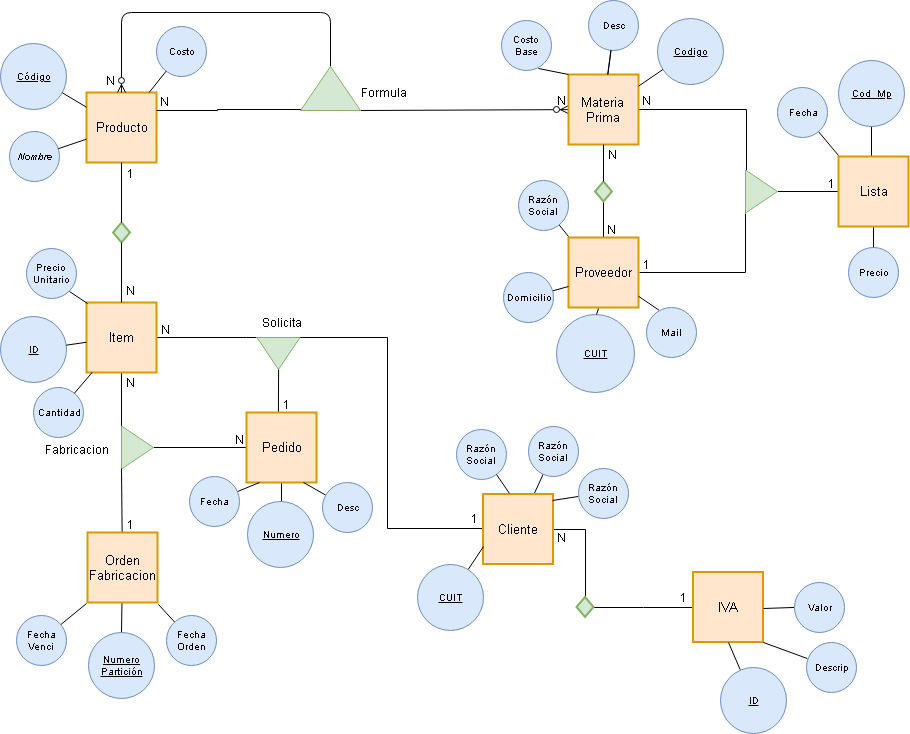 Desc
Costo
Base
Codigo
Costo
Código
N
Formula
N
N
N
Materia
Prima
Producto
Nombre
Cod_Mp
Fecha
1
N
1
Lista
Razón
Social
N
1
Proveedor
Precio
Domicilio
Mail
CUIT
Precio
Unitario
N
Item
N
Solicita
ID
N
Cantidad
1
Fabricacion
N
Pedido
Fecha
Numero
Desc
Razón
Social
Razón
Social
Razón
Social
1
Cliente
N
CUIT
1
Orden
Fabricacion
Fecha
Venci
Numero
Partición
Fecha
Orden
1
IVA
Valor
Descrip
ID